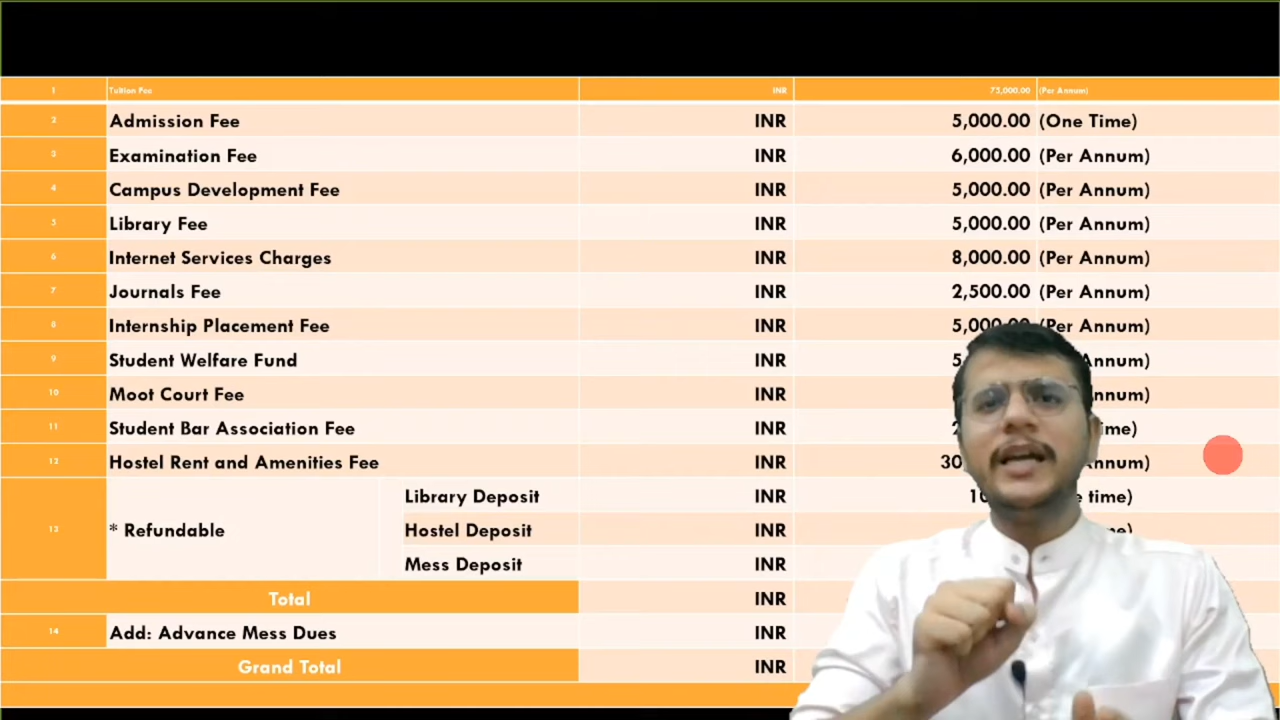 1 Tuition Fee INR 75,000.00 (Per Annum)
2 Admission Fee INR 5,000.00 (One Time)
3 Examination Fee INR 6,000.00 (Per Annum)
4 Campus Development Fee INR 5,000.00 (Per Annum)
5 Library Fee INR 5,000.00 (Per Annum)
6 Internet Services Charges INR 8,000.00 (Per Annum)
7 Journals Fee INR 2,500.00 (Per Annum)
8 Internship Placement Fee INR (Per Annum)
9 Student Welfare Fund INR
10 Moot Court Fee INR
11 Student Bar Association Fee INR
12 Hostel Rent and Amenities Fee INR
Library Deposit INR time)
13 * Refundable Hostel Deposit INR
Mess Deposit INR
Total INR
14 Add: Advance Mess Dues INR
Grand Total INR